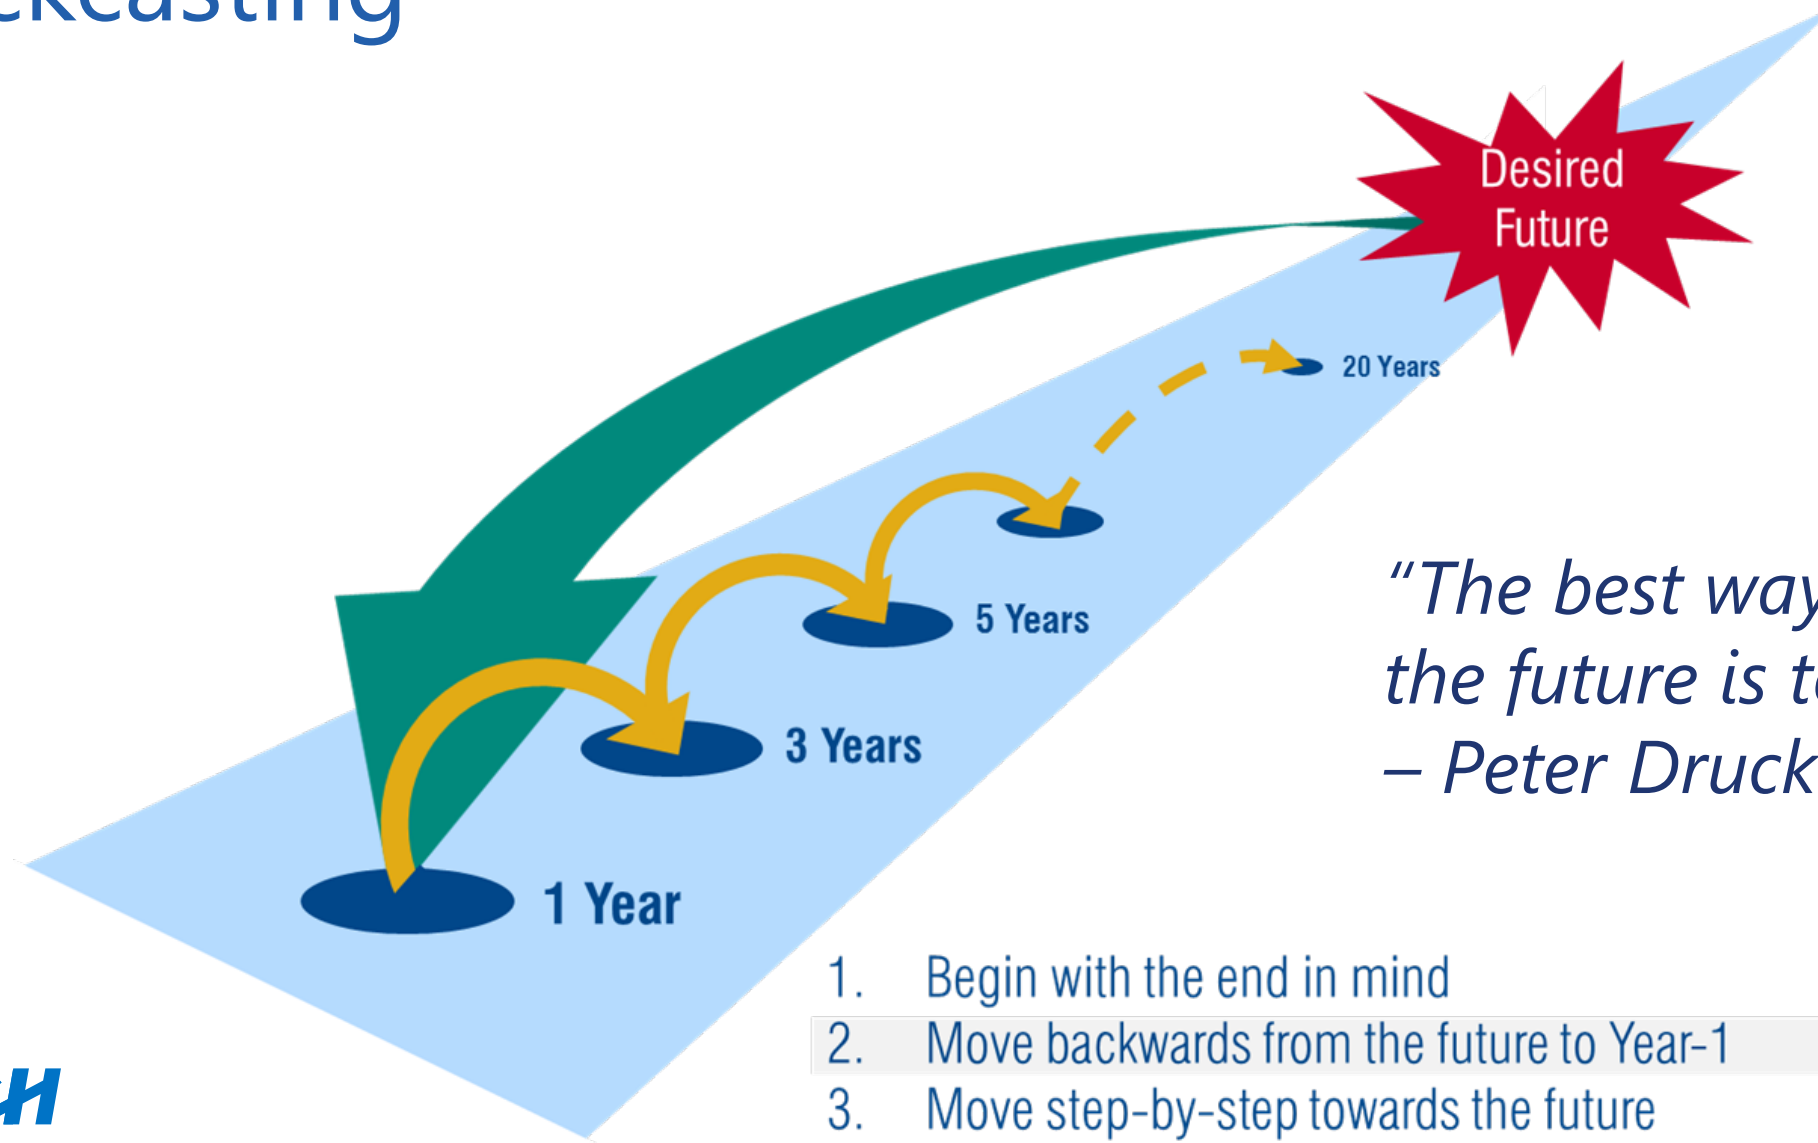 ckcasting
Desired
Future
20 Years
5 Years
3 Years
1 Year
“The best way
the future is t
– Peter Druck
1. Begin with the end in mind
2. Move backwards from the future to Year-1
3. Move step-by-step towards the future
H